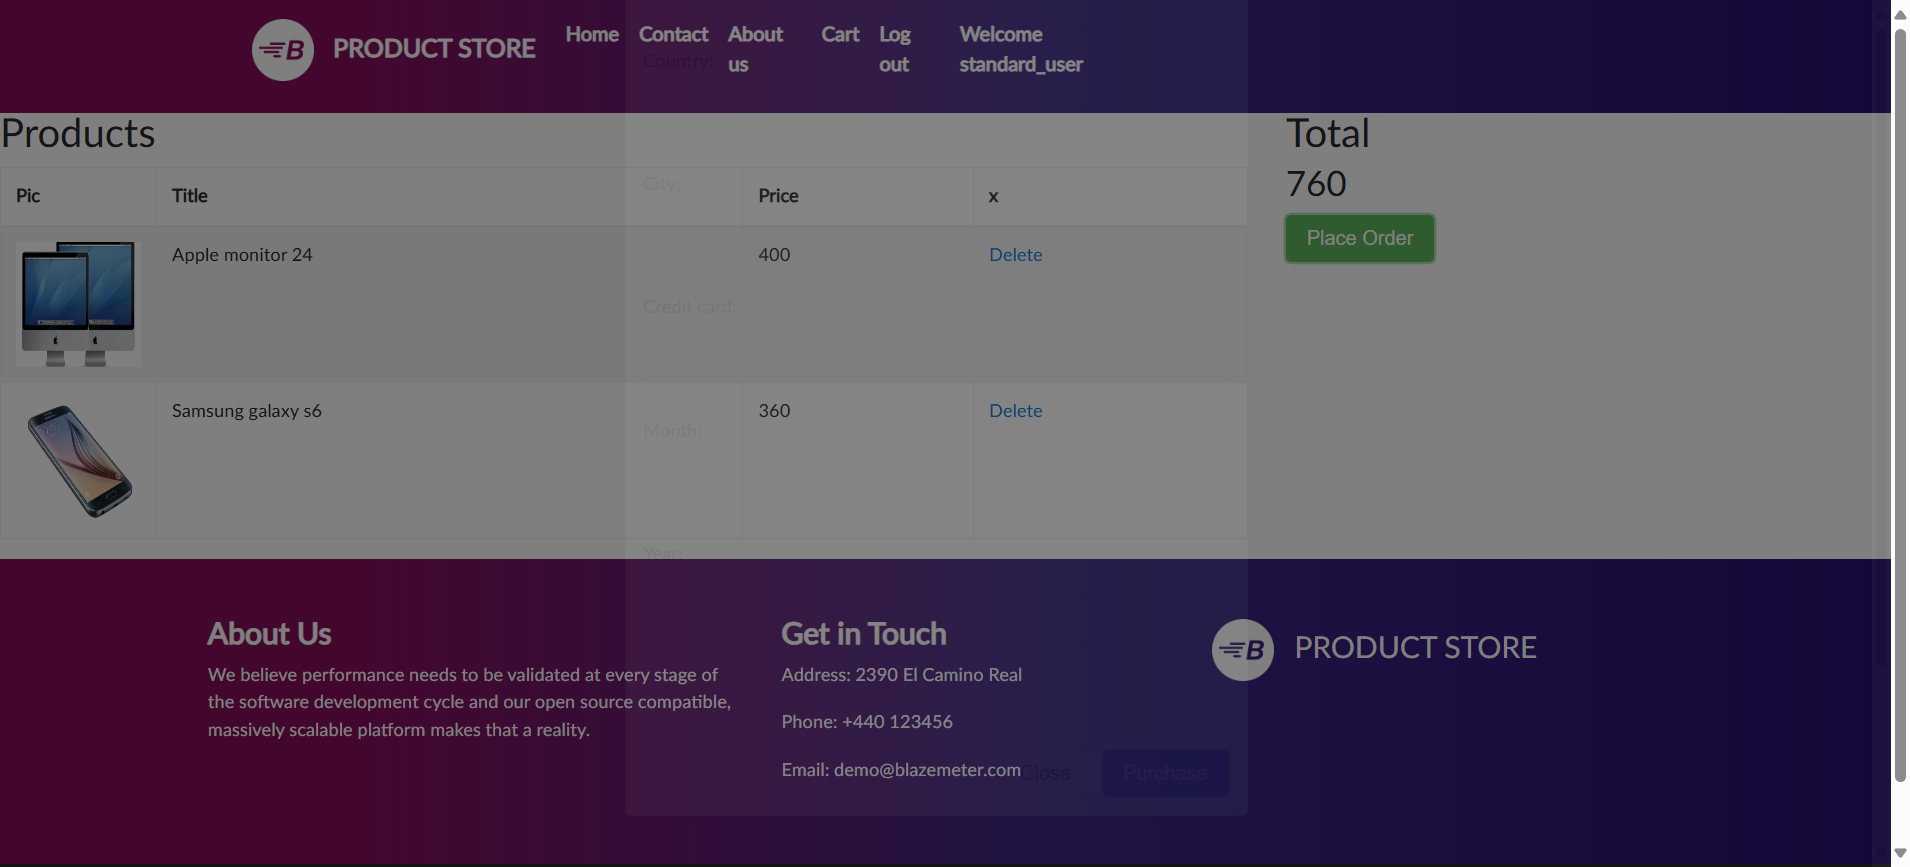 B PRODUCT STORE Home Contact About us Cart Log out Welcome standard_user
Country:
Products
Total
760
Place Order
Pic Title Price x
City:
Apple monitor 24 400 Delete
Credit card:
Samsung galaxy s6 360 Delete
Month:
Year:
About Us
We believe performance needs to be validated at every stage of
the software development cycle and our open source compatible,
massively scalable platform makes that a reality.
Get in Touch
Address: 2390 El Camino Real
Phone: +440 123456
Email: demo@blazemeter.com
B PRODUCT STORE
Close Purchase